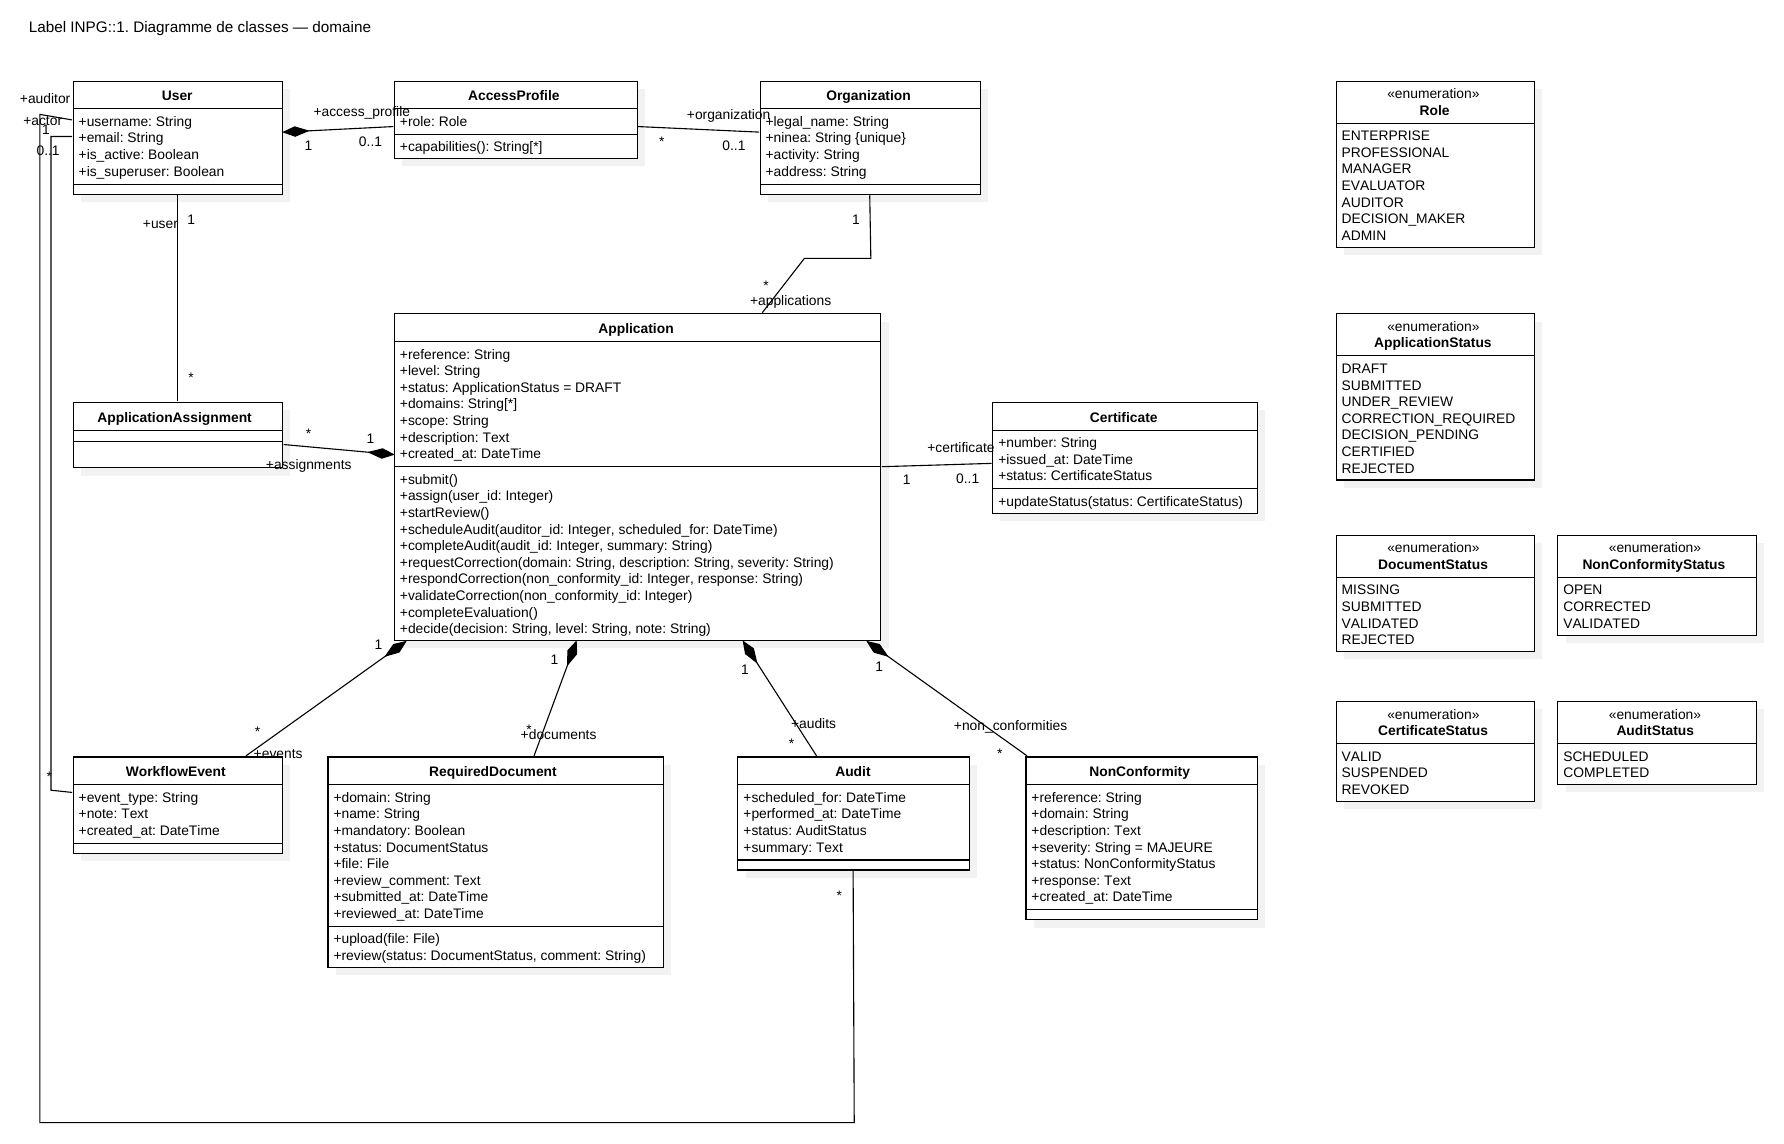 Label INPG::1. Diagramme de classes — domaine
+auditor
+actor
1
0..1
User
+username: String
+email: String
+is_active: Boolean
+is_superuser: Boolean
+access_profile
1
0..1
AccessProfile
+role: Role
+capabilities(): String[*]
+organization
*
0..1
Organization
+legal_name: String
+ninea: String {unique}
+activity: String
+address: String
«enumeration»
Role
ENTERPRISE
PROFESSIONAL
MANAGER
EVALUATOR
AUDITOR
DECISION_MAKER
ADMIN
+user
1
*
1
*
+applications
ApplicationAssignment
*
1
+assignments
Application
+reference: String
+level: String
+status: ApplicationStatus = DRAFT
+domains: String[*]
+scope: String
+description: Text
+created_at: DateTime
+submit()
+assign(user_id: Integer)
+startReview()
+scheduleAudit(auditor_id: Integer, scheduled_for: DateTime)
+completeAudit(audit_id: Integer, summary: String)
+requestCorrection(domain: String, description: String, severity: String)
+respondCorrection(non_conformity_id: Integer, response: String)
+validateCorrection(non_conformity_id: Integer)
+completeEvaluation()
+decide(decision: String, level: String, note: String)
+certificate
1
0..1
Certificate
+number: String
+issued_at: DateTime
+status: CertificateStatus
+updateStatus(status: CertificateStatus)
«enumeration»
ApplicationStatus
DRAFT
SUBMITTED
UNDER_REVIEW
CORRECTION_REQUIRED
DECISION_PENDING
CERTIFIED
REJECTED
«enumeration»
DocumentStatus
MISSING
SUBMITTED
VALIDATED
REJECTED
«enumeration»
NonConformityStatus
OPEN
CORRECTED
VALIDATED
1
*
+events
1
*
+documents
1
+audits
*
1
+non_conformities
*
*
WorkflowEvent
+event_type: String
+note: Text
+created_at: DateTime
RequiredDocument
+domain: String
+name: String
+mandatory: Boolean
+status: DocumentStatus
+file: File
+review_comment: Text
+submitted_at: DateTime
+reviewed_at: DateTime
+upload(file: File)
+review(status: DocumentStatus, comment: String)
Audit
+scheduled_for: DateTime
+performed_at: DateTime
+status: AuditStatus
+summary: Text
*
NonConformity
+reference: String
+domain: String
+description: Text
+severity: String = MAJEURE
+status: NonConformityStatus
+response: Text
+created_at: DateTime
«enumeration»
CertificateStatus
VALID
SUSPENDED
REVOKED
«enumeration»
AuditStatus
SCHEDULED
COMPLETED